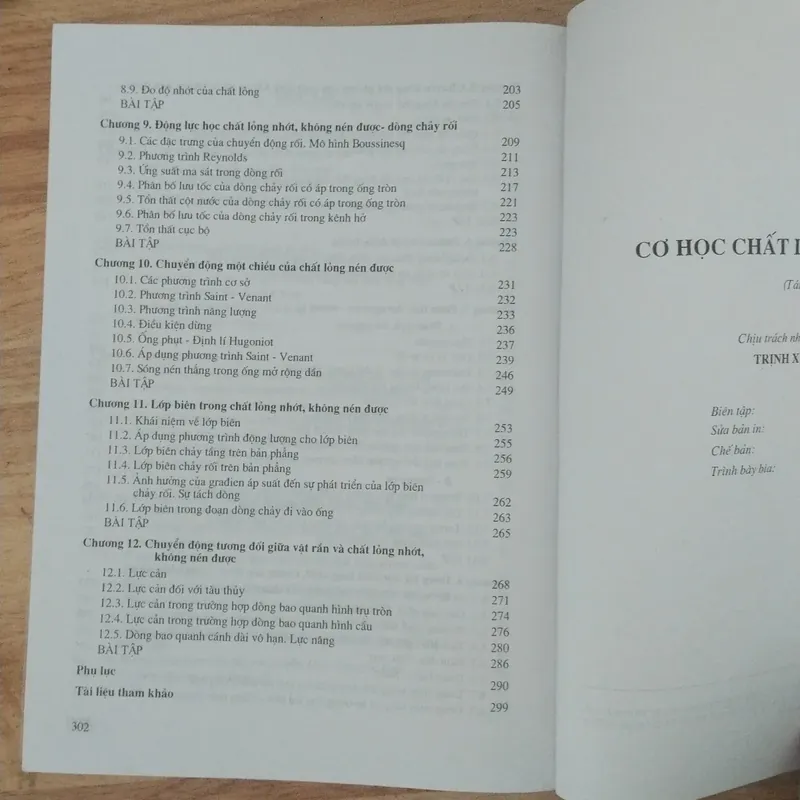 8.9. Đo độ nhớt của chất lỏng 203
BÀI TẬP 205
Chương 9. Động lực học chất lỏng nhớt, không nén được- dòng chảy rối
9.1. Các đặc trưng của chuyển động rối. Mô hình Boussinesq 209
9.2. Phương trình Reynolds 211
9.3. Ứng suất ma sát trong dòng rối 213
9.4. Phân bố lưu tốc của dòng chảy rối có áp trong ống tròn 217
9.5. Tổn thất cột nước của dòng chảy rối có áp trong ống tròn 221
9.6. Phân bố lưu tốc của dòng chảy rối trong kênh hở 223
9.7. Tổn thất cục bộ 223
BÀI TẬP 228
Chương 10. Chuyển động một chiều của chất lỏng nén được
10.1. Các phương trình cơ sở 231
10.2. Phương trình Saint - Venant 232
10.3. Phương trình năng lượng 233
10.4. Điều kiện dừng 236
10.5. Ống phụt - Định lí Hugoniot 237
10.6. Áp dụng phương trình Saint - Venant 239
10.7. Sóng nén thẳng trong ống mở rộng dần 246
BÀI TẬP 249
Chương 11. Lớp biên trong chất lỏng nhớt, không nén được
11.1. Khái niệm về lớp biên 253
11.2. Áp dụng phương trình động lượng cho lớp biên 255
11.3. Lớp biên chảy tầng trên bản phẳng 256
11.4. Lớp biên chảy rối trên bản phẳng 259
11.5. Ảnh hưởng của gradien áp suất đến sự phát triển của lớp biên
chảy rối. Sự tách dòng 262
11.6. Lớp biên trong đoạn dòng chảy đi vào ống 263
BÀI TẬP 265
Chương 12. Chuyển động tương đối giữa vật rắn và chất lỏng nhớt,
không nén được
12.1. Lực cản 268
12.2. Lực cản đối với tàu thủy 271
12.3. Lực cản trong trường hợp dòng bao quanh hình trụ tròn 274
12.4. Lực cản trong trường hợp dòng bao quanh hình cầu 276
12.5. Dòng bao quanh cánh dài vô hạn. Lực nâng 280
BÀI TẬP 286
Phụ lục 290
Tài liệu tham khảo 299
302
CƠ HỌC CHẤT L
(Tái
Chịu trách nh
TRỊNH X
Biên tập:
Sửa bản in:
Chế bản:
Trình bày bìa: